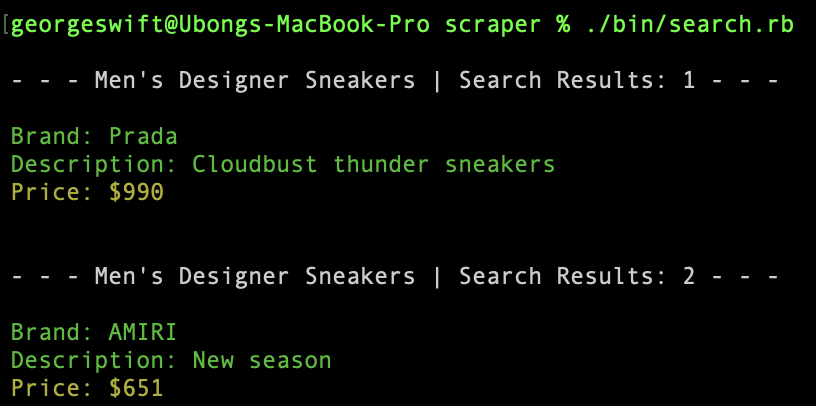 [georgeswift@Ubongs-MacBook-Pro scraper % ./bin/search.rb
- - - Men's Designer Sneakers | Search Results: 1 - - -
Brand: Prada
Description: Cloudbust thunder sneakers
Price: $990
- - - Men's Designer Sneakers | Search Results: 2 - - -
Brand: AMIRI
Description: New season
Price: $651